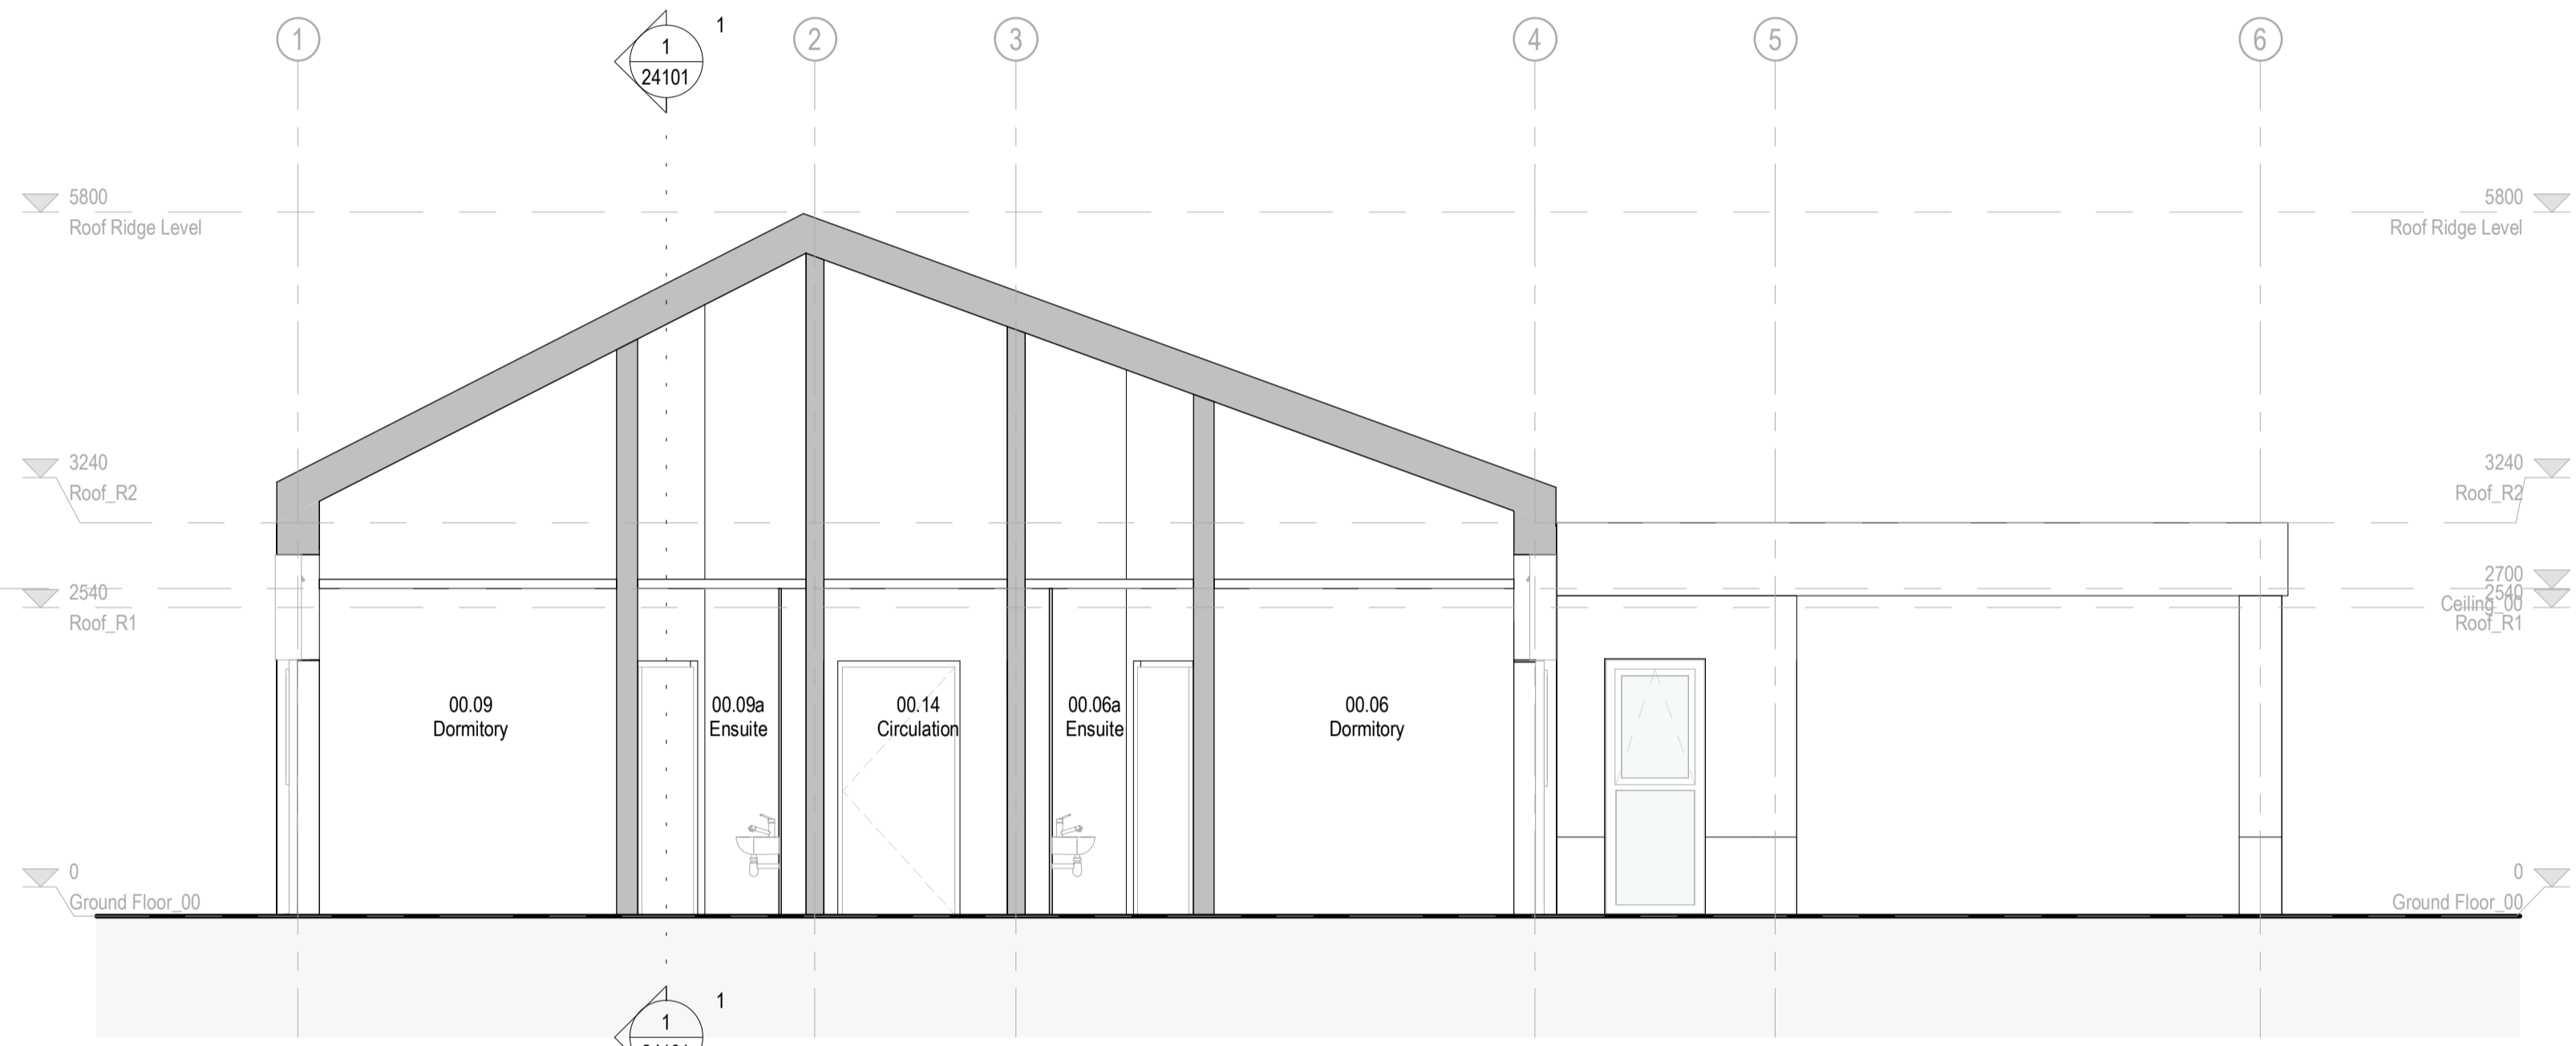 1
1
1
24101
2
3
4
5
6
5800
Roof Ridge Level
5800
Roof Ridge Level
3240
Roof_R2
3240
Roof_R2
2540
Roof_R1
2700
2540
Ceiling_00
Roof_R1
00.09
Dormitory
00.09a
Ensuite
00.14
Circulation
00.06a
Ensuite
00.06
Dormitory
0
Ground Floor_00
0
Ground Floor_00
1
1